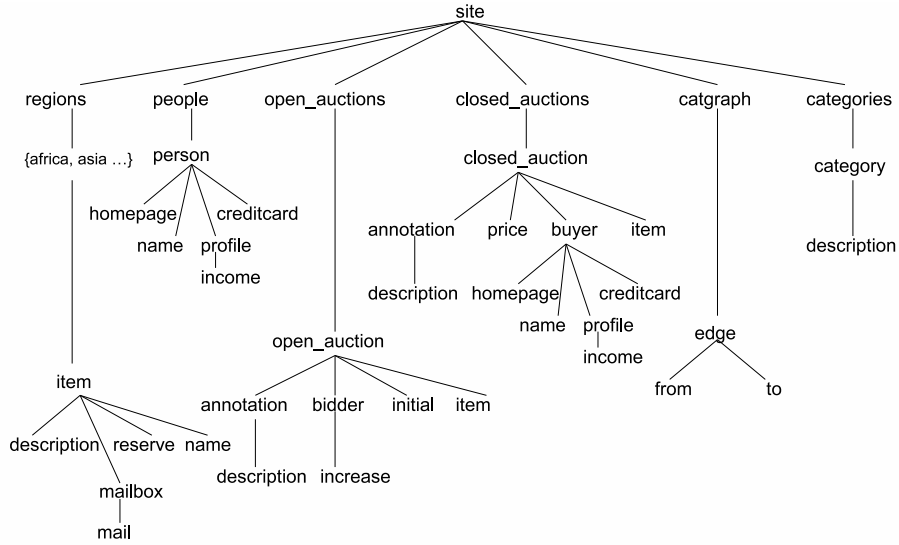 site
regions people open_auctions closed_auctions catgraph categories
{africa, asia ...} person closed_auction category
homepage creditcard annotation price buyer item
name profile description
income description homepage creditcard
name profile edge
open_auction income
item from to
annotation bidder initial item
description reserve name
description increase
mailbox
mail